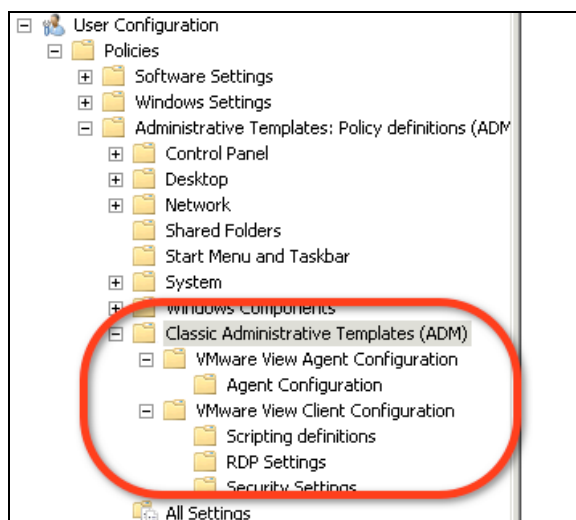 User Configuration
Policies
Software Settings
Windows Settings
Administrative Templates: Policy definitions (ADM
Control Panel
Desktop
Network
Shared Folders
Start Menu and Taskbar
System
Windows Components
Classic Administrative Templates (ADM)
VMware View Agent Configuration
Agent Configuration
VMware View Client Configuration
Scripting definitions
RDP Settings
Security Settings
All Settings